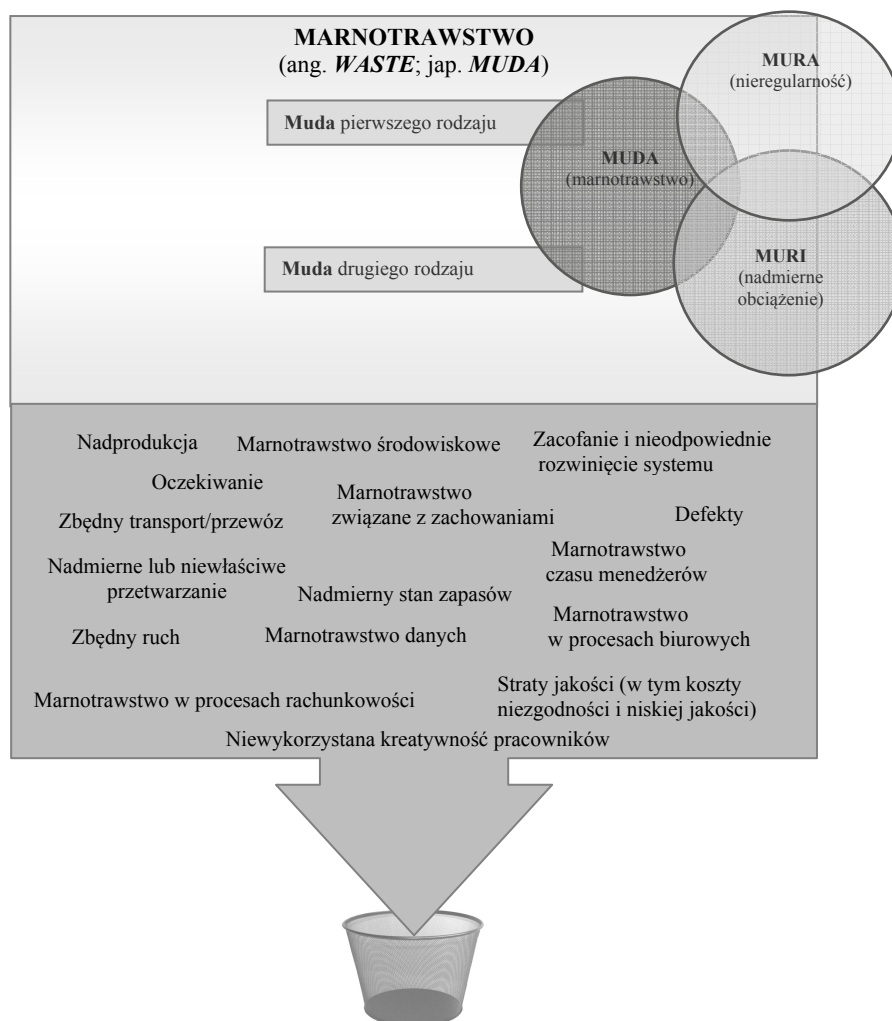 MARNOTRAWSTWO
(ang. WASTE; jap. MUDA)
MURA
(nieregularność)
Muda pierwszego rodzaju
MUDA
(marnotrawstwo)
Muda drugiego rodzaju
MURI
(nadmierne
obciążenie)
Nadprodukcja
Marnotrawstwo środowiskowe
Zacofanie i nieodpowiednie
rozwinięcie systemu
Oczekiwanie
Marnotrawstwo
związane z zachowaniami
Zbędny transport/przewóz
Defekty
Marnotrawstwo
czasu menedżerów
Nadmierne lub niewłaściwe
przetwarzanie
Nadmierny stan zapasów
Marnotrawstwo
w procesach biurowych
Zbędny ruch
Marnotrawstwo danych
Marnotrawstwo w procesach rachunkowości
Straty jakości (w tym koszty
niezgodności i niskiej jakości)
Niewykorzystana kreatywność pracowników